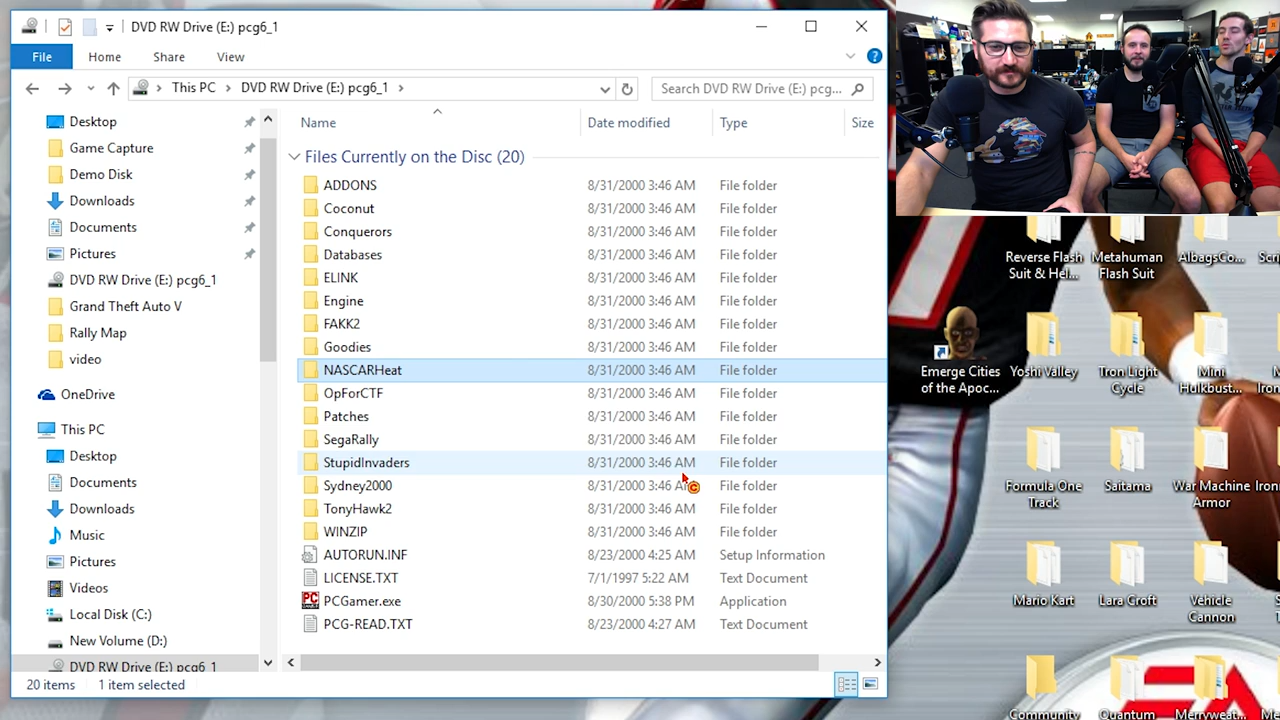 DVD RW Drive (E:) pcg6_1
File
Home
Share
View
This PC
DVD RW Drive (E:) pcg6_1
Search DVD RW Drive (E:) pcg...
Desktop
Game Capture
Demo Disk
Downloads
Documents
Pictures
DVD RW Drive (E:) pcg6_1
Grand Theft Auto V
Rally Map
video
OneDrive
This PC
Desktop
Documents
Downloads
Music
Pictures
Videos
Local Disk (C:)
New Volume (D:)
DVD RW Drive (E:) pcg6_1
Name Date modified Type Size
Files Currently on the Disc (20)
ADDONS 8/31/2000 3:46 AM File folder
Coconut 8/31/2000 3:46 AM File folder
Conquerors 8/31/2000 3:46 AM File folder
Databases 8/31/2000 3:46 AM File folder
ELINK 8/31/2000 3:46 AM File folder
Engine 8/31/2000 3:46 AM File folder
FAKK2 8/31/2000 3:46 AM File folder
Goodies 8/31/2000 3:46 AM File folder
NASCARHeat 8/31/2000 3:46 AM File folder
OpForCTF 8/31/2000 3:46 AM File folder
Patches 8/31/2000 3:46 AM File folder
SegaRally 8/31/2000 3:46 AM File folder
StupidInvaders 8/31/2000 3:46 AM File folder
Sydney2000 8/31/2000 3:46 AM File folder
TonyHawk2 8/31/2000 3:46 AM File folder
WINZIP 8/31/2000 3:46 AM File folder
AUTORUN.INF 8/23/2000 4:25 AM Setup Information
LICENSE.TXT 7/1/1997 5:22 AM Text Document
PCGamer.exe 8/30/2000 5:38 PM Application
PCG-READ.TXT 8/23/2000 4:27 AM Text Document
20 items 1 item selected
Reverse Flash
Suit & Hel...
Metahuman
Flash Suit
AlbagsCo...
Emerge Cities
of the Apoc...
Yoshi Valley
Tron Light
Cycle
Mini
Hulkbust...
Formula One
Track
Saitama
War Machine
Armor
Mario Kart
Lara Croft
Vehicle
Cannon
Community
Quantum
Merryweat...
EA